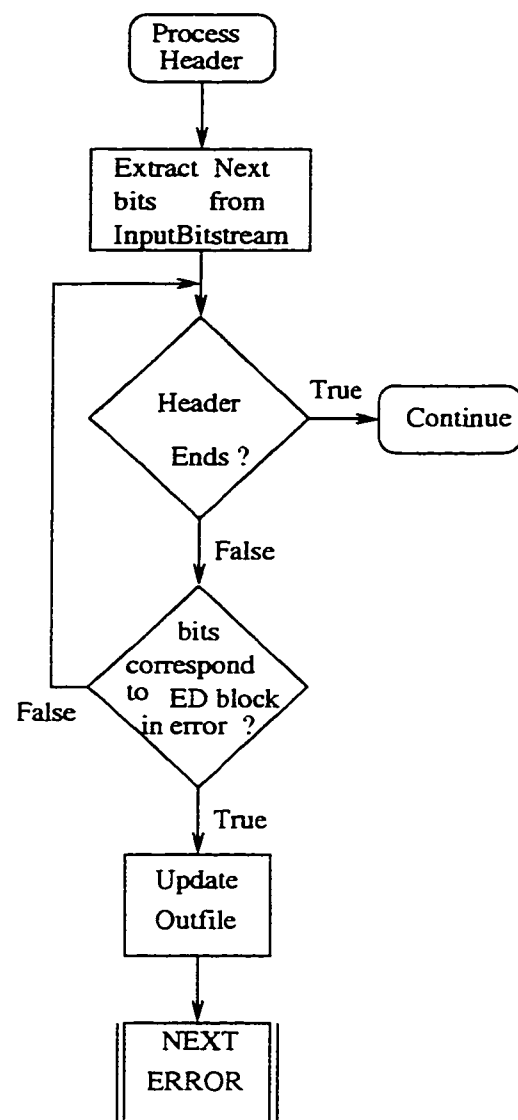 Process
Header
Extract Next
bits from
InputBitstream
Header
Ends ?
True
Continue
False
bits
correspond
to ED block
in error ?
False
True
Update
Outfile
NEXT
ERROR